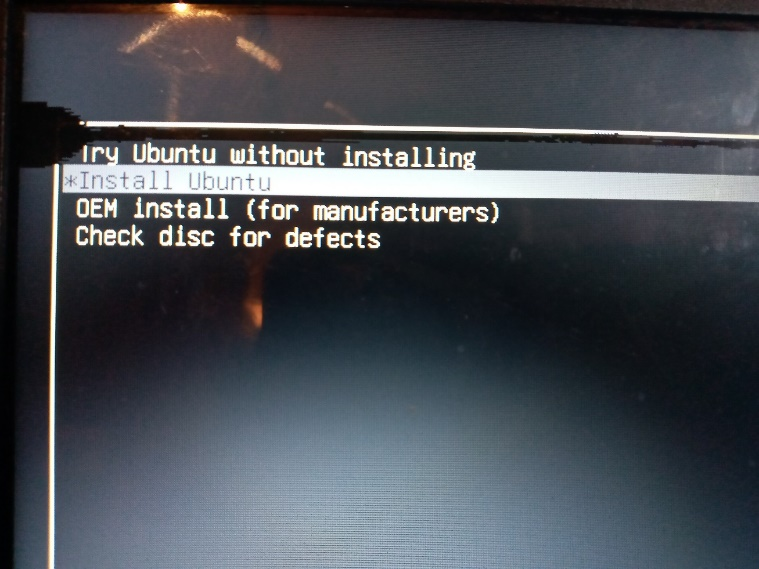 Try Ubuntu without installing
*Install Ubuntu
OEM install (for manufacturers)
Check disc for defects